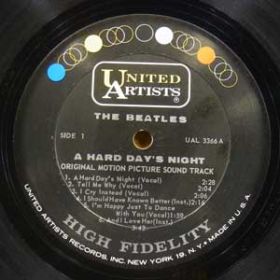 UNITED
ARTISTS
THE BEATLES
SIDE 1
UAL 3366A
A HARD DAY'S NIGHT
ORIGINAL MOTION PICTURE SOUND TRACK
1. A Hard Day's Night (Vocal) 2:28
2. Tell Me Why (Vocal) 2:04
3. I Cry Instead (Vocal) 2:06
4. I Should Have Known Better (Inst.) 2:16
5. I'm Happy Just to Dance
With You (Vocal) 1:59
6. And I Love Her (Inst.)
3:42
HIGH FIDELITY
UNITED ARTISTS RECORDS, INC. NEW YORK 19, N.Y. • MADE IN U.S.A.